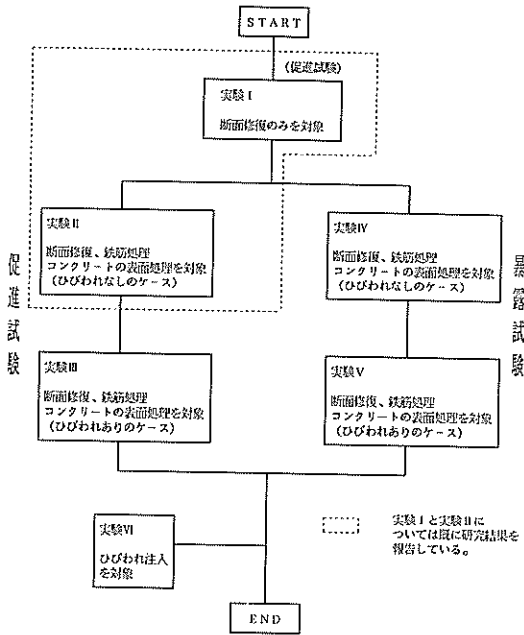 START
(促進試験)
実験Ⅰ
断面修復のみを対象
実験Ⅱ
断面修復、鉄筋処理
コンクリートの表面処理を対象
(ひびわれなしのケース)
実験Ⅳ
断面修復、鉄筋処理
コンクリートの表面処理を対象
(ひびわれなしのケース)
促進試験
暴露試験
実験Ⅲ
断面修復、鉄筋処理
コンクリートの表面処理を対象
(ひびわれありのケース)
実験Ⅴ
断面修復、鉄筋処理
コンクリートの表面処理を対象
(ひびわれありのケース)
実験Ⅵ
ひびわれ注入
を対象
実験Ⅰと実験Ⅱに
ついては既に研究結果を
報告している。
END